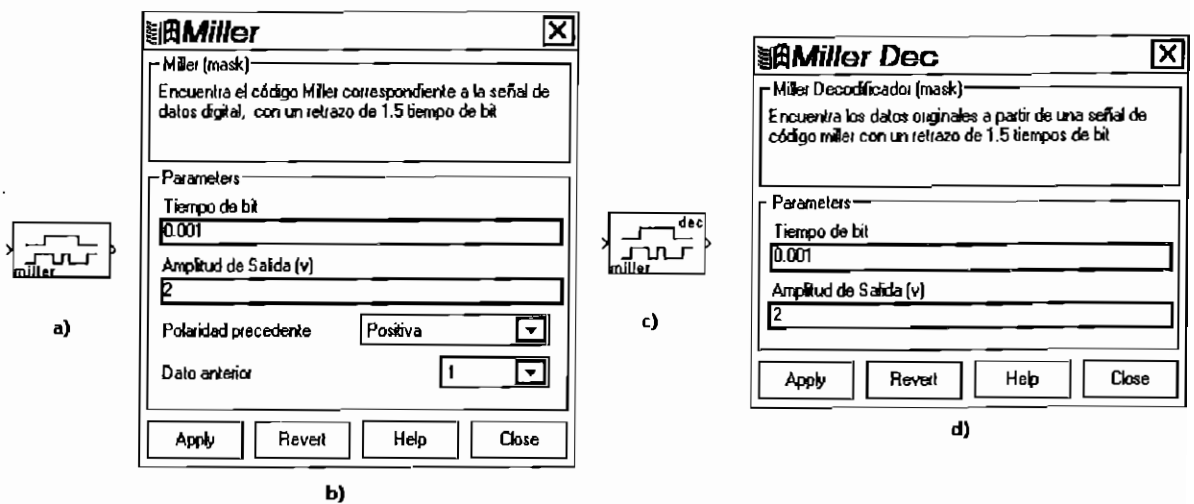 miller
a)
Miller
Miller (mask)
Encuentra el código Miller correspondiente a la señal de
datos digital, con un retrazo de 1.5 tiempo de bit
Parameters
Tiempo de bit
0.001
Amplitud de Salida (v)
2
Polaridad precedente
Positiva
Dato anterior
1
Apply
Revert
Help
Close
b)
dec
miller
c)
Miller Dec
Miller Decodificador (mask)
Encuentra los datos originales a partir de una señal de
código miller con un retrazo de 1.5 tiempos de bit
Parameters
Tiempo de bit
0.001
Amplitud de Salida (v)
2
Apply
Revert
Help
Close
d)